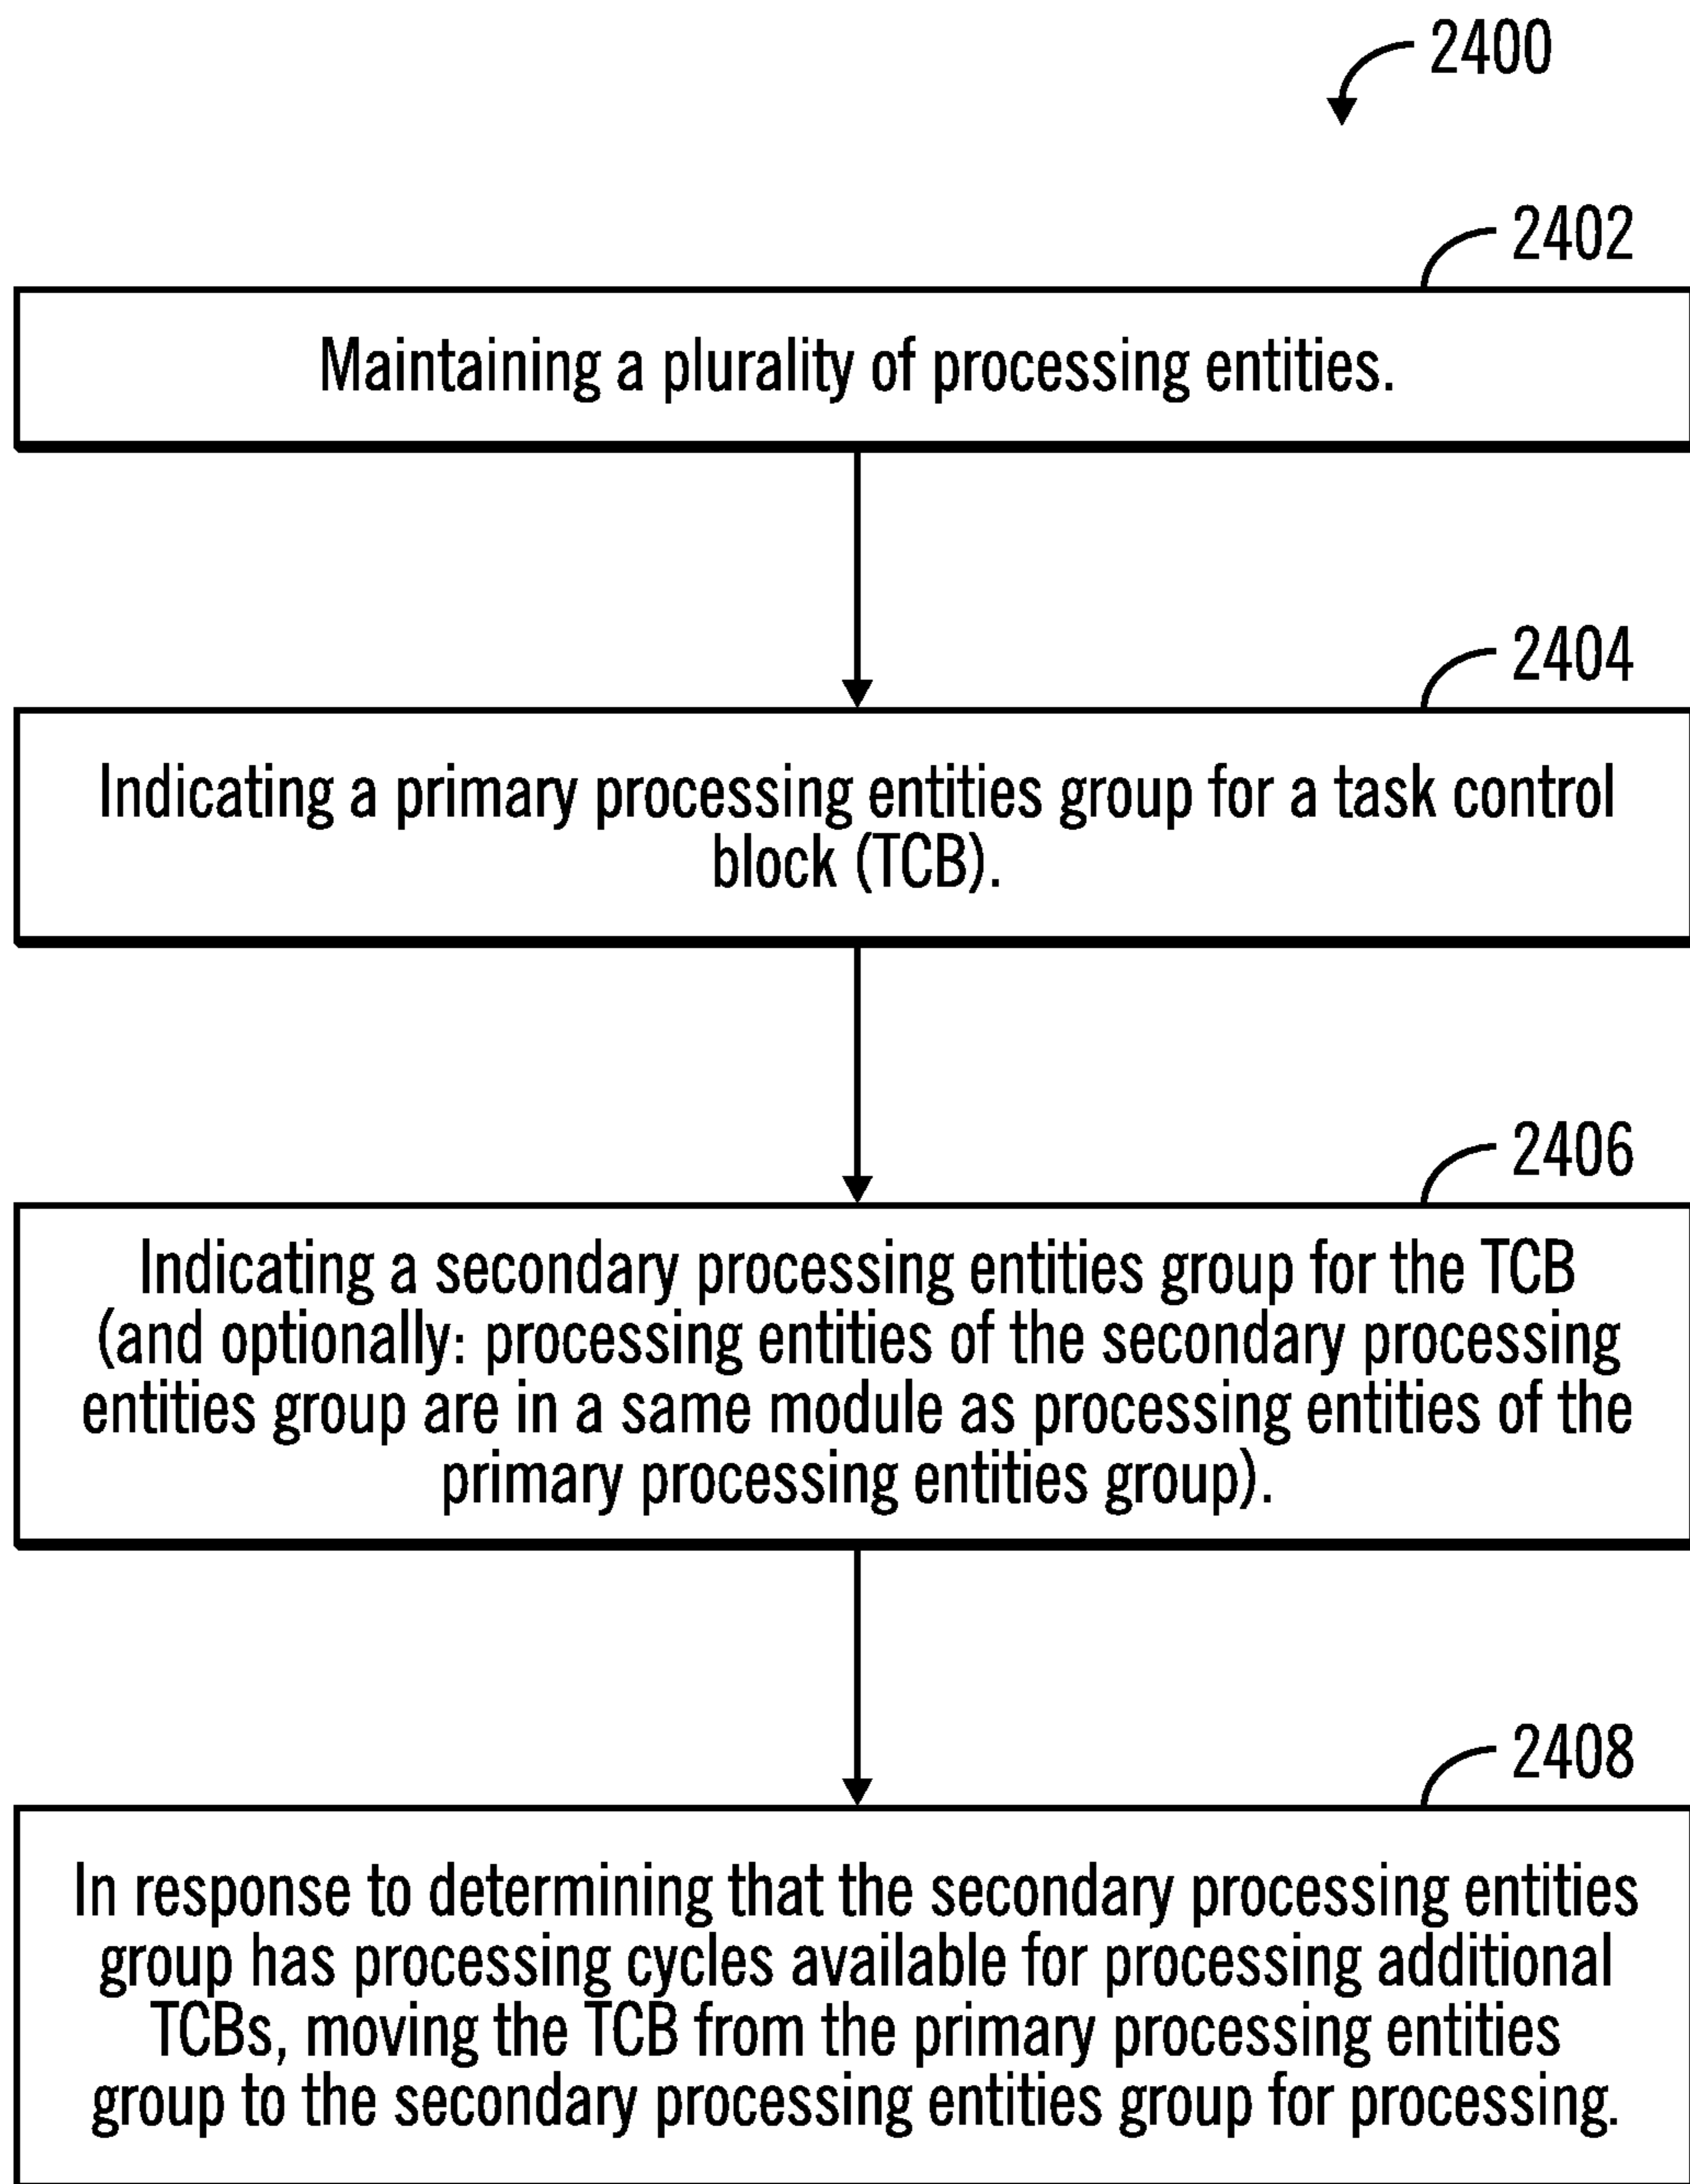 2400
2402
Maintaining a plurality of processing entities.
2404
Indicating a primary processing entities group for a task control
block (TCB).
2406
Indicating a secondary processing entities group for the TCB
(and optionally: processing entities of the secondary processing
entities group are in a same module as processing entities of the
primary processing entities group).
2408
In response to determining that the secondary processing entities
group has processing cycles available for processing additional
TCBs, moving the TCB from the primary processing entities
group to the secondary processing entities group for processing.